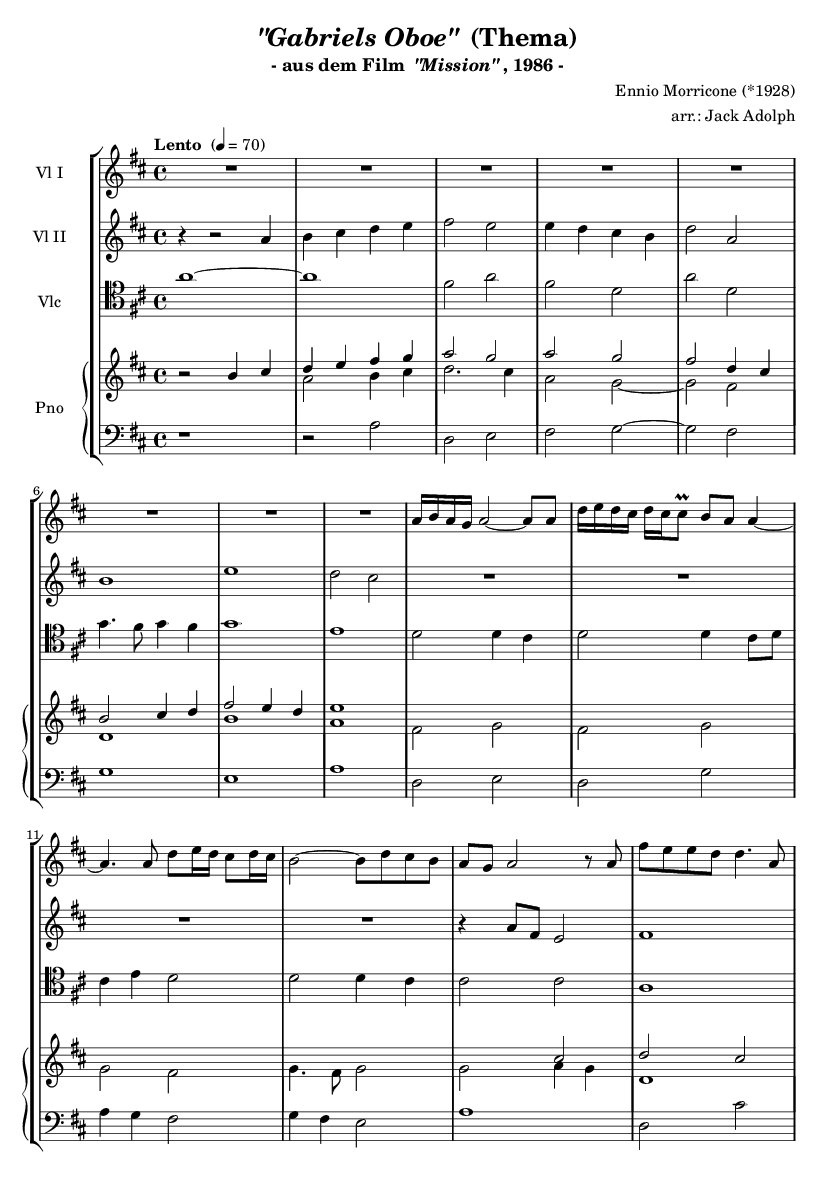 "Gabriels Oboe" (Thema)
- aus dem Film "Mission", 1986 -
Ennio Morricone (*1928)
arr.: Jack Adolph
Lento (♩ = 70)
Vl I
Vl II
Vlc
Pno
6
11